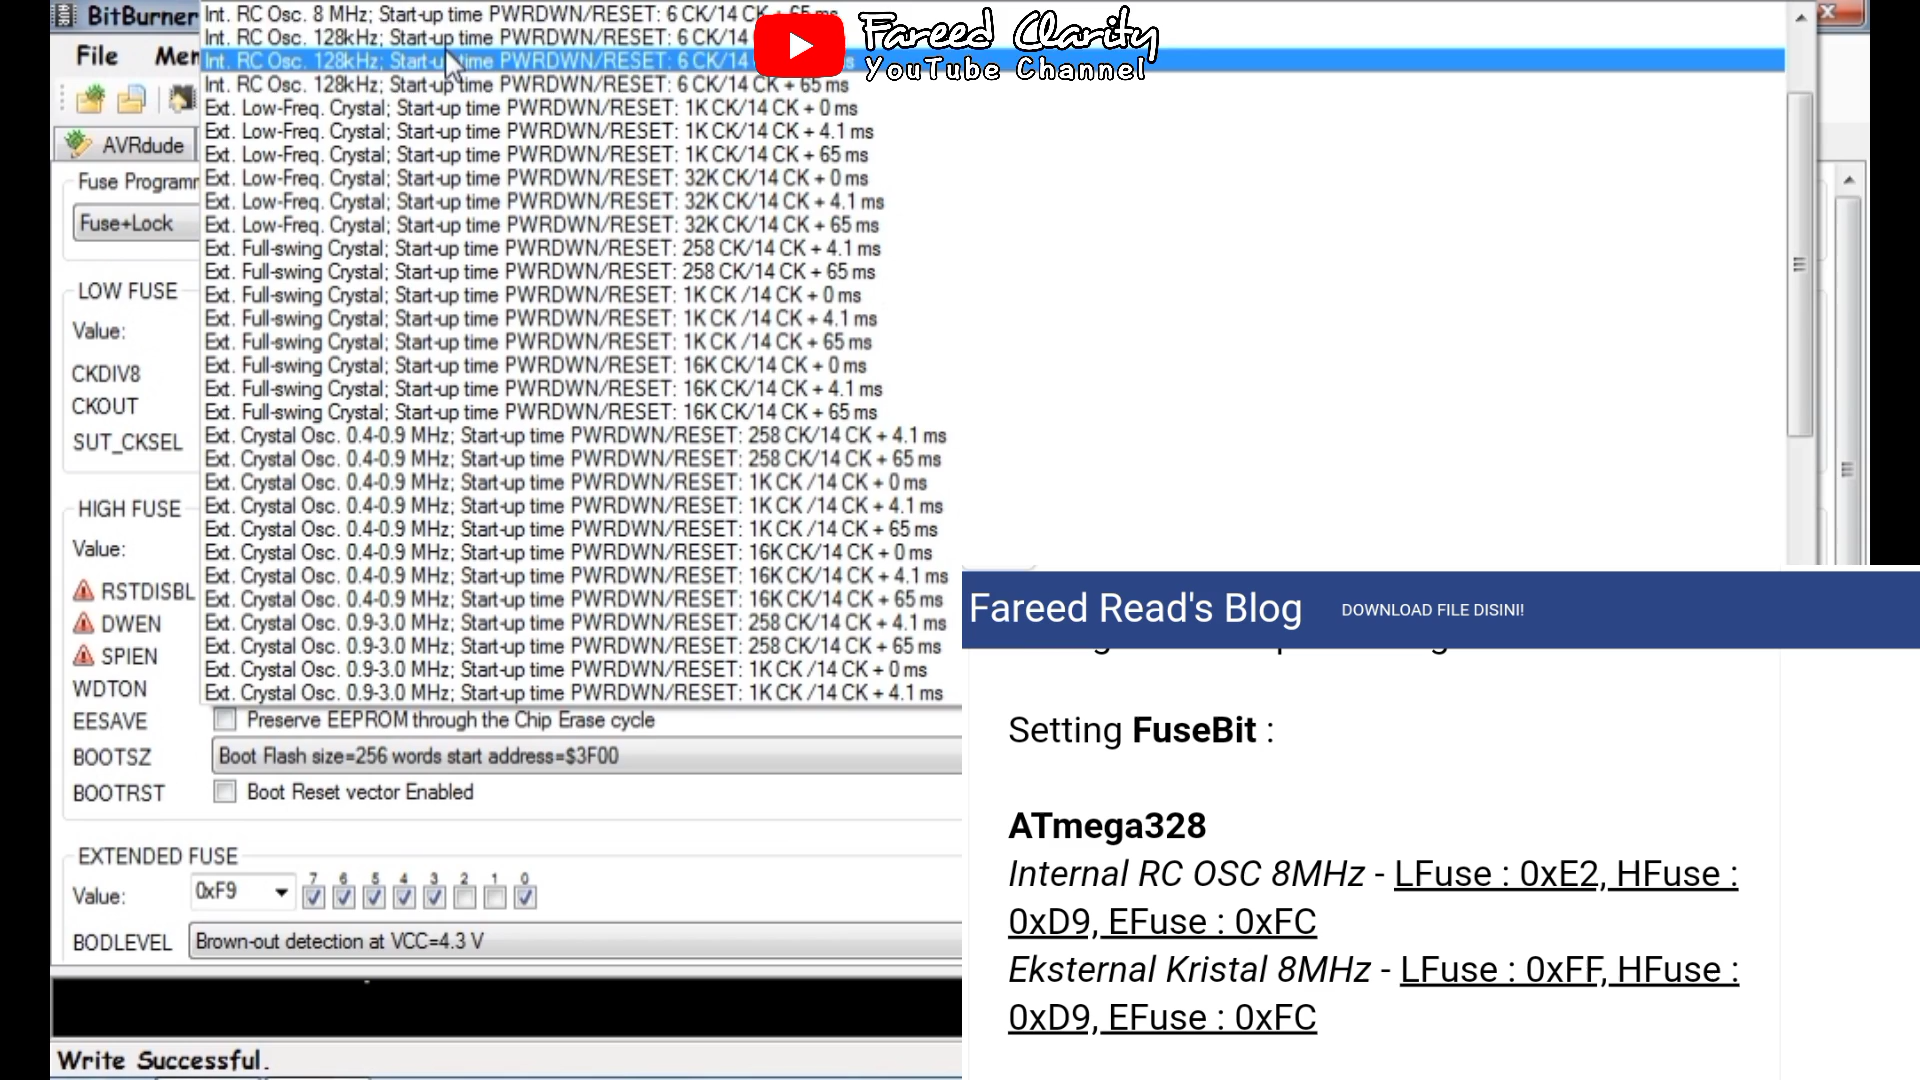 BitBurner
File
Fareed Clarity
YouTube Channel
Int. RC Osc. 8 MHz; Start-up time PWRDWN/RESET: 6 CK/14 CK + 65 ms
Int. RC Osc. 128kHz; Start-up time PWRDWN/RESET: 6 CK/14
Int. RC Osc. 128kHz; Start-up time PWRDWN/RESET: 6 CK/14
Int. RC Osc. 128kHz; Start-up time PWRDWN/RESET: 6 CK/14 CK + 65 ms
Ext. Low-Freq. Crystal; Start-up time PWRDWN/RESET: 1K CK/14 CK + 0 ms
Ext. Low-Freq. Crystal; Start-up time PWRDWN/RESET: 1K CK/14 CK + 4.1 ms
Ext. Low-Freq. Crystal; Start-up time PWRDWN/RESET: 1K CK/14 CK + 65 ms
Ext. Low-Freq. Crystal; Start-up time PWRDWN/RESET: 32K CK/14 CK + 0 ms
Ext. Low-Freq. Crystal; Start-up time PWRDWN/RESET: 32K CK/14 CK + 4.1 ms
Ext. Low-Freq. Crystal; Start-up time PWRDWN/RESET: 32K CK/14 CK + 65 ms
Ext. Full-swing Crystal; Start-up time PWRDWN/RESET: 258 CK/14 CK + 4.1 ms
Ext. Full-swing Crystal; Start-up time PWRDWN/RESET: 258 CK/14 CK + 65 ms
Ext. Full-swing Crystal; Start-up time PWRDWN/RESET: 1K CK /14 CK + 0 ms
Ext. Full-swing Crystal; Start-up time PWRDWN/RESET: 1K CK /14 CK + 4.1 ms
Ext. Full-swing Crystal; Start-up time PWRDWN/RESET: 1K CK /14 CK + 65 ms
Ext. Full-swing Crystal; Start-up time PWRDWN/RESET: 16K CK/14 CK + 0 ms
Ext. Full-swing Crystal; Start-up time PWRDWN/RESET: 16K CK/14 CK + 4.1 ms
Ext. Full-swing Crystal; Start-up time PWRDWN/RESET: 16K CK/14 CK + 65 ms
Ext. Crystal Osc. 0.4-0.9 MHz; Start-up time PWRDWN/RESET: 258 CK/14 CK + 4.1 ms
Ext. Crystal Osc. 0.4-0.9 MHz; Start-up time PWRDWN/RESET: 258 CK/14 CK + 65 ms
Ext. Crystal Osc. 0.4-0.9 MHz; Start-up time PWRDWN/RESET: 1K CK /14 CK + 0 ms
Ext. Crystal Osc. 0.4-0.9 MHz; Start-up time PWRDWN/RESET: 1K CK /14 CK + 4.1 ms
Ext. Crystal Osc. 0.4-0.9 MHz; Start-up time PWRDWN/RESET: 1K CK /14 CK + 65 ms
Ext. Crystal Osc. 0.4-0.9 MHz; Start-up time PWRDWN/RESET: 16K CK/14 CK + 0 ms
Ext. Crystal Osc. 0.4-0.9 MHz; Start-up time PWRDWN/RESET: 16K CK/14 CK + 4.1 ms
Ext. Crystal Osc. 0.4-0.9 MHz; Start-up time PWRDWN/RESET: 16K CK/14 CK + 65 ms
Ext. Crystal Osc. 0.9-3.0 MHz; Start-up time PWRDWN/RESET: 258 CK/14 CK + 4.1 ms
Ext. Crystal Osc. 0.9-3.0 MHz; Start-up time PWRDWN/RESET: 258 CK/14 CK + 65 ms
Ext. Crystal Osc. 0.9-3.0 MHz; Start-up time PWRDWN/RESET: 1K CK /14 CK + 0 ms
Ext. Crystal Osc. 0.9-3.0 MHz; Start-up time PWRDWN/RESET: 1K CK /14 CK + 4.1 ms
AVRdude
Fuse
Fuse+Lock
LOW FUSE
Value:
CKDIV8
CKOUT
SUT_CKSEL
HIGH FUSE
Value:
RSTDISBL
DWEN
SPIEN
WDTON
EESAVE Preserve EEPROM through the Chip Erase cycle
BOOTSZ Boot Flash size=256 words start address=$3F00
BOOTRST Boot Reset vector Enabled
EXTENDED FUSE
7 6 5 4 3 2 1 0
Value: 0xF9
BODLEVEL Brown-out detection at VCC=4.3 V
Write Successful.
Fareed Read's Blog DOWNLOAD FILE DISINI!
Setting FuseBit :
ATmega328
Internal RC OSC 8MHz - LFuse : 0xE2, HFuse :
0xD9, EFuse : 0xFC
Eksternal Kristal 8MHz - LFuse : 0xFF, HFuse :
0xD9, EFuse : 0xFC